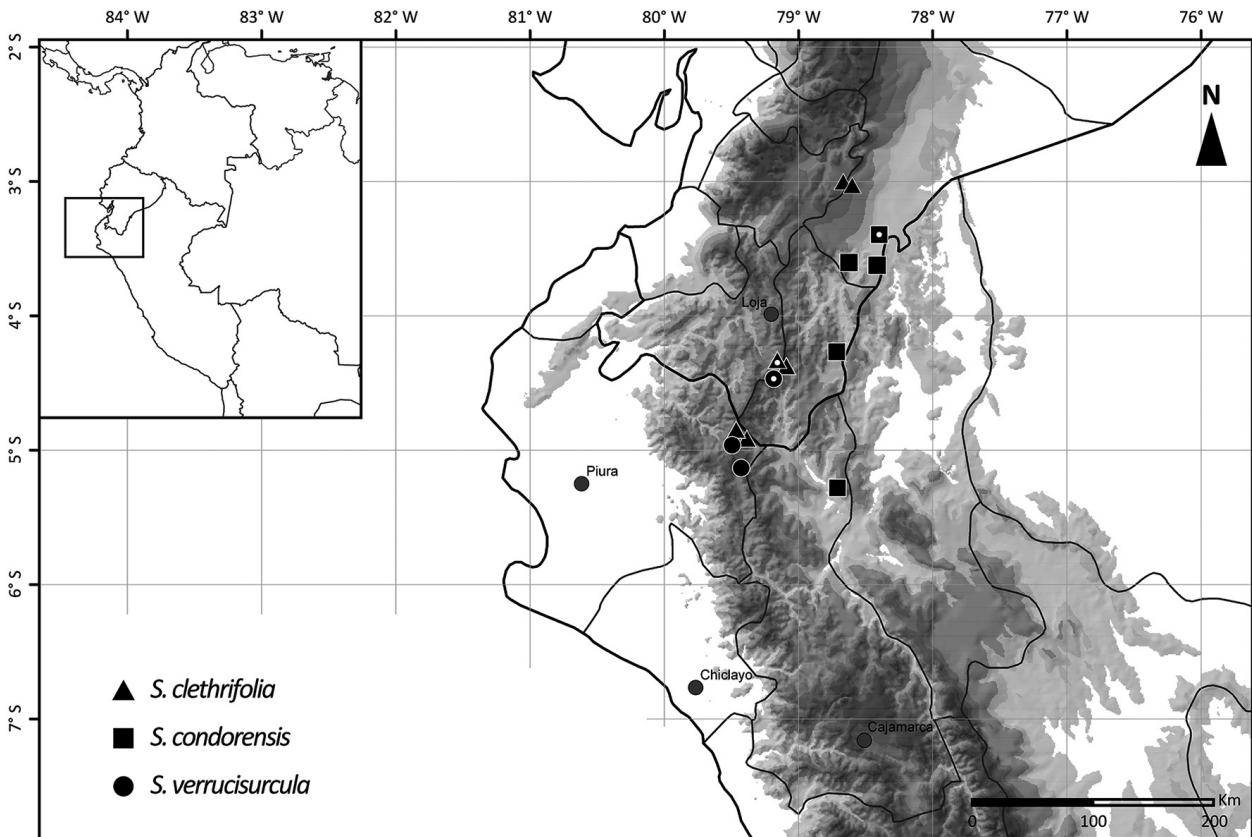 84°W 83°W 82°W 81°W 80°W 79°W 78°W 77°W 76°W
2°S
N
3°S
4°S
Loja
5°S
Piura
6°S
S. clethrifolia
Chiclayo
7°S
Cajamarca
S. condorensis
S. verrucisurcula
Km
0 100 200